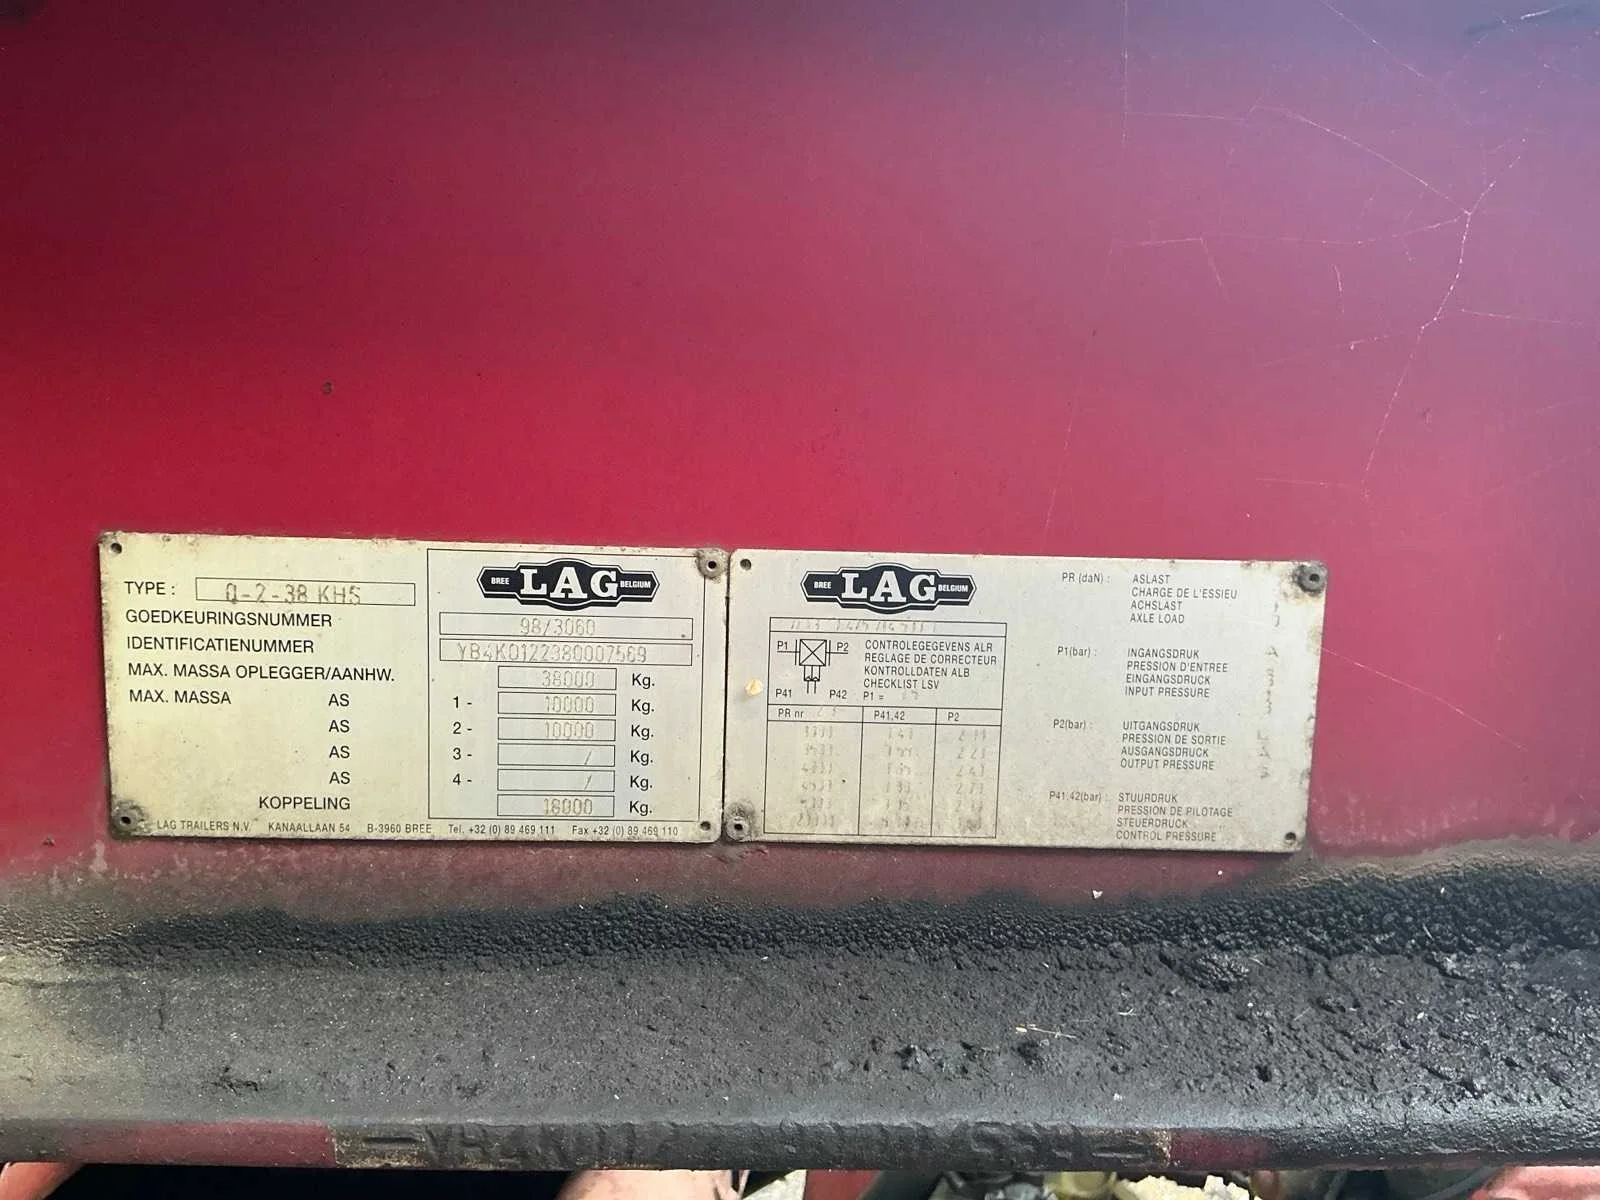 TYPE : 0-2-38 KHS
GOEDKEURINGSNUMMER
IDENTIFICATIENUMMER
MAX. MASSA OPLEGGER/AANHW.
MAX. MASSA AS
AS
AS
AS
KOPPELING
BREE LAG BELGIUM
98/3060
YB4K0122380007569
38000 Kg.
1 - 10000 Kg.
2 - 10000 Kg.
3 - / Kg.
4 - / Kg.
18000 Kg.
LAG TRAILERS N.V. KANAALLAAN 54 B-3960 BREE Tel. +32 (0) 89 469 111 Fax +32 (0) 89 469 110
BREE LAG BELGIUM
P1 P2
P41 P42
CONTROLEGEGEVENS ALR
REGLAGE DE CORRECTEUR
KONTROLLDATEN ALB
CHECKLIST LSV
P1 =
PR nr P41.42 P2
PR (daN) : ASLAST
CHARGE DE L'ESSIEU
ACHSLAST
AXLE LOAD
P1(bar) : INGANGSDRUK
PRESSION D'ENTREE
EINGANGSDRUCK
INPUT PRESSURE
P2(bar) : UITGANGSDRUK
PRESSION DE SORTIE
AUSGANGSDRUCK
OUTPUT PRESSURE
P41.42(bar) : STUURDRUK
PRESSION DE PILOTAGE
STEUERDRUCK
CONTROL PRESSURE